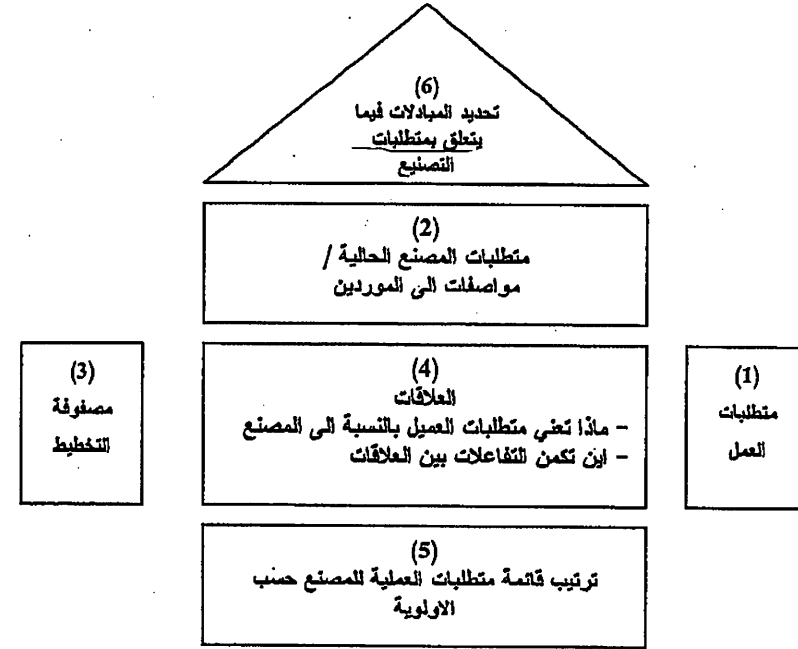 (6)
تحديد المبادلات فيما
يتعلق بمتطلبات
التصنيع
(2)
متطلبات المصنع الحالية /
مواصفات الى الموردين
(1)
متطلبات
العمل
(4)
العلاقات
- ماذا تعني متطلبات العميل بالنسبة الى المصنع
- اين تكمن التفاعلات بين العلاقات
(3)
مصفوفة
التخطيط
(5)
ترتيب قائمة متطلبات العملية للمصنع حسب
الاولوية